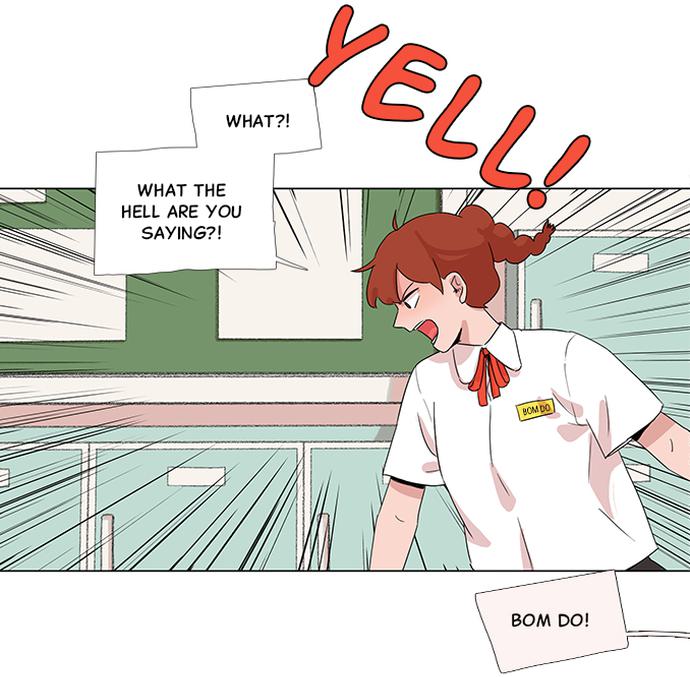 YELL!
WHAT?!
WHAT THE
HELL ARE YOU
SAYING?!
BOM DO
BOM DO!